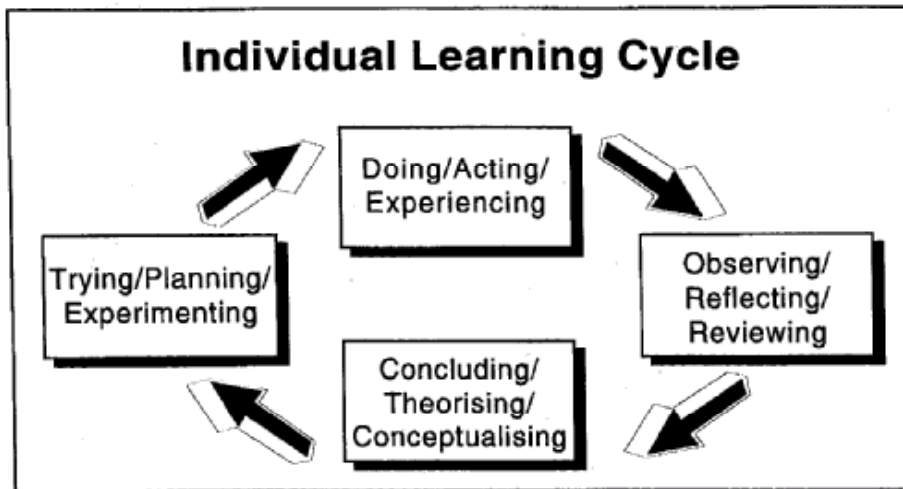 Individual Learning Cycle
Doing/Acting/
Experiencing
Observing/
Reflecting/
Reviewing
Concluding/
Theorising/
Conceptualising
Trying/Planning/
Experimenting